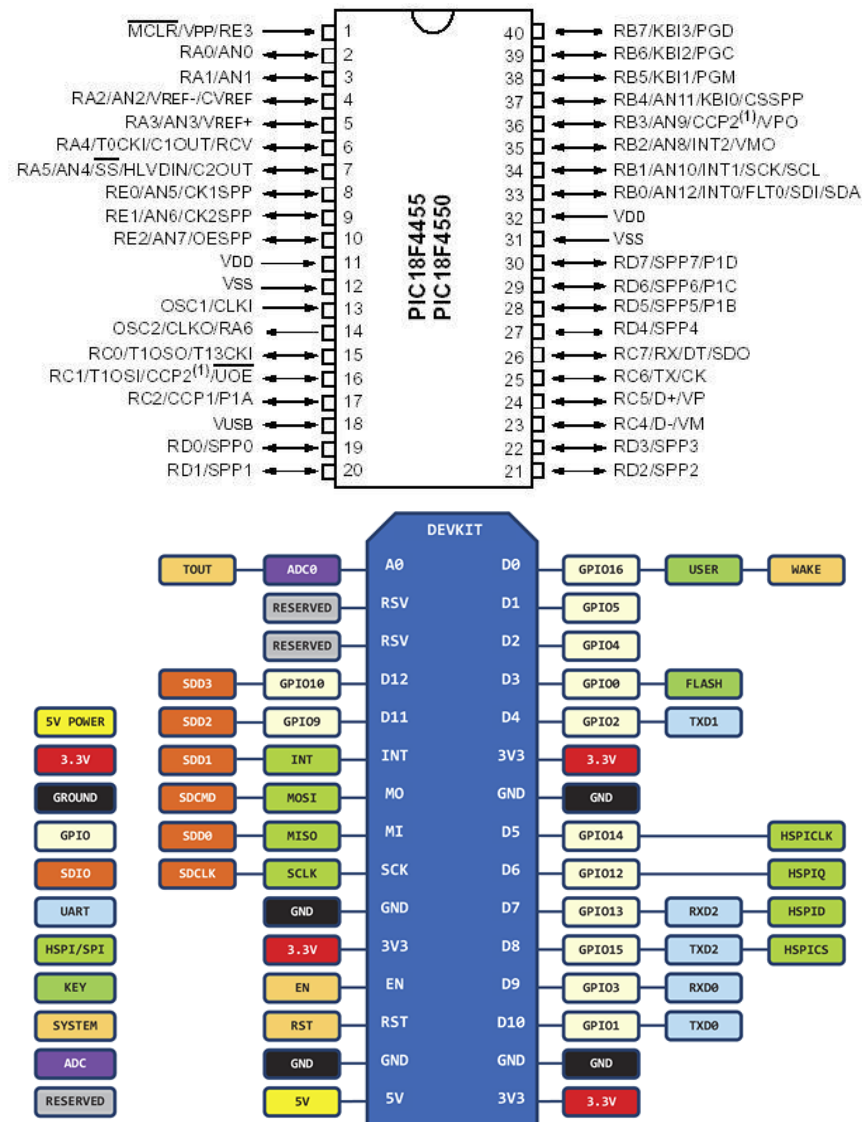 MCLR/VPP/RE3 1 40 RB7/KBI3/PGD
RA0/AN0 2 39 RB6/KBI2/PGC
RA1/AN1 3 38 RB5/KBI1/PGM
RA2/AN2/VREF-/CVREF 4 37 RB4/AN11/KBI0/CSSPP
RA3/AN3/VREF+ 5 36 RB3/AN9/CCP2(1)/VPO
RA4/T0CKI/C1OUT/RCV 6 35 RB2/AN8/INT2/VMO
RA5/AN4/SS/HLVDIN/C2OUT 7 34 RB1/AN10/INT1/SCK/SCL
RE0/AN5/CK1SPP 8 33 RB0/AN12/INT0/FLT0/SDI/SDA
RE1/AN6/CK2SPP 9 32 VDD
RE2/AN7/OESPP 10 31 VSS
VDD 11 30 RD7/SPP7/P1D
VSS 12 29 RD6/SPP6/P1C
OSC1/CLKI 13 28 RD5/SPP5/P1B
OSC2/CLKO/RA6 14 27 RD4/SPP4
RC0/T1OSO/T13CKI 15 26 RC7/RX/DT/SDO
RC1/T1OSI/CCP2(1)/UOE 16 25 RC6/TX/CK
RC2/CCP1/P1A 17 24 RC5/D+/VP
VUSB 18 23 RC4/D-/VM
RD0/SPP0 19 22 RD3/SPP3
RD1/SPP1 20 21 RD2/SPP2
PIC18F4455
PIC18F4550
DEVKIT
TOUT ADC0 A0 D0 GPIO16 USER WAKE
RESERVED RSV D1 GPIO5
RESERVED RSV D2 GPIO4
SDD3 GPIO10 D12 D3 GPIO0 FLASH
5V POWER SDD2 GPIO9 D11 D4 GPIO2 TXD1
3.3V SDD1 INT INT 3V3 3.3V
GROUND SDCMD MOSI MO GND GND
GPIO SDD0 MISO MI D5 GPIO14 HSPICLK
SDIO SDCLK SCLK SCK D6 GPIO12 HSPIQ
UART GND GND D7 GPIO13 RXD2 HSPID
HSPI/SPI 3.3V 3V3 D8 GPIO15 TXD2 HSPICS
KEY EN EN D9 GPIO3 RXD0
SYSTEM RST RST D10 GPIO1 TXD0
ADC GND GND GND GND
RESERVED 5V 5V 3V3 3.3V